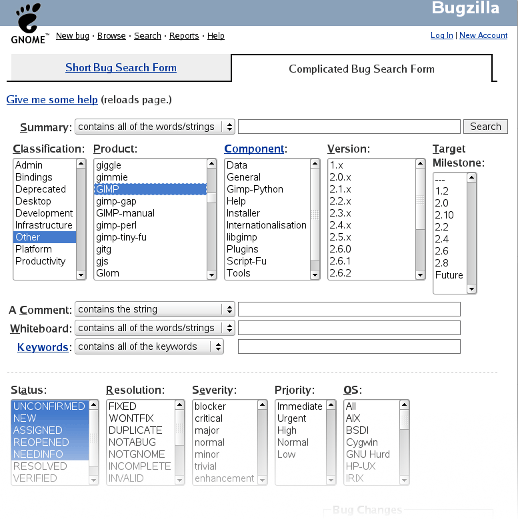 Bugzilla
GNOME™ New bug · Browse · Search · Reports · Help
Log In | New Account
Short Bug Search Form
Complicated Bug Search Form
Give me some help (reloads page.)
Summary: contains all of the words/strings Search
Classification:
Admin
Bindings
Deprecated
Desktop
Development
Infrastructure
Other
Platform
Productivity
Product:
giggle
gimmie
GIMP
gimp-gap
GIMP-manual
gimp-perl
gimp-tiny-fu
gitg
gjs
Glom
Component:
Data
General
Gimp-Python
Help
Installer
Internationalisation
libgimp
Plugins
Script-Fu
Tools
Version:
1.x
2.0.x
2.1.x
2.2.x
2.3.x
2.4.x
2.5.x
2.6.0
2.6.1
2.6.2
Target
Milestone:
---
1.2
2.0
2.10
2.2
2.4
2.6
2.8
Future
A Comment: contains the string
Whiteboard: contains all of the words/strings
Keywords: contains all of the keywords
Status:
UNCONFIRMED
NEW
ASSIGNED
REOPENED
NEEDINFO
RESOLVED
VERIFIED
Resolution:
FIXED
WONTFIX
DUPLICATE
NOTABUG
NOTGNOME
INCOMPLETE
INVALID
Severity:
blocker
critical
major
normal
minor
trivial
enhancement
Priority:
Immediate
Urgent
High
Normal
Low
OS:
All
AIX
BSDI
Cygwin
GNU Hurd
HP-UX
IRIX
Bug Changes